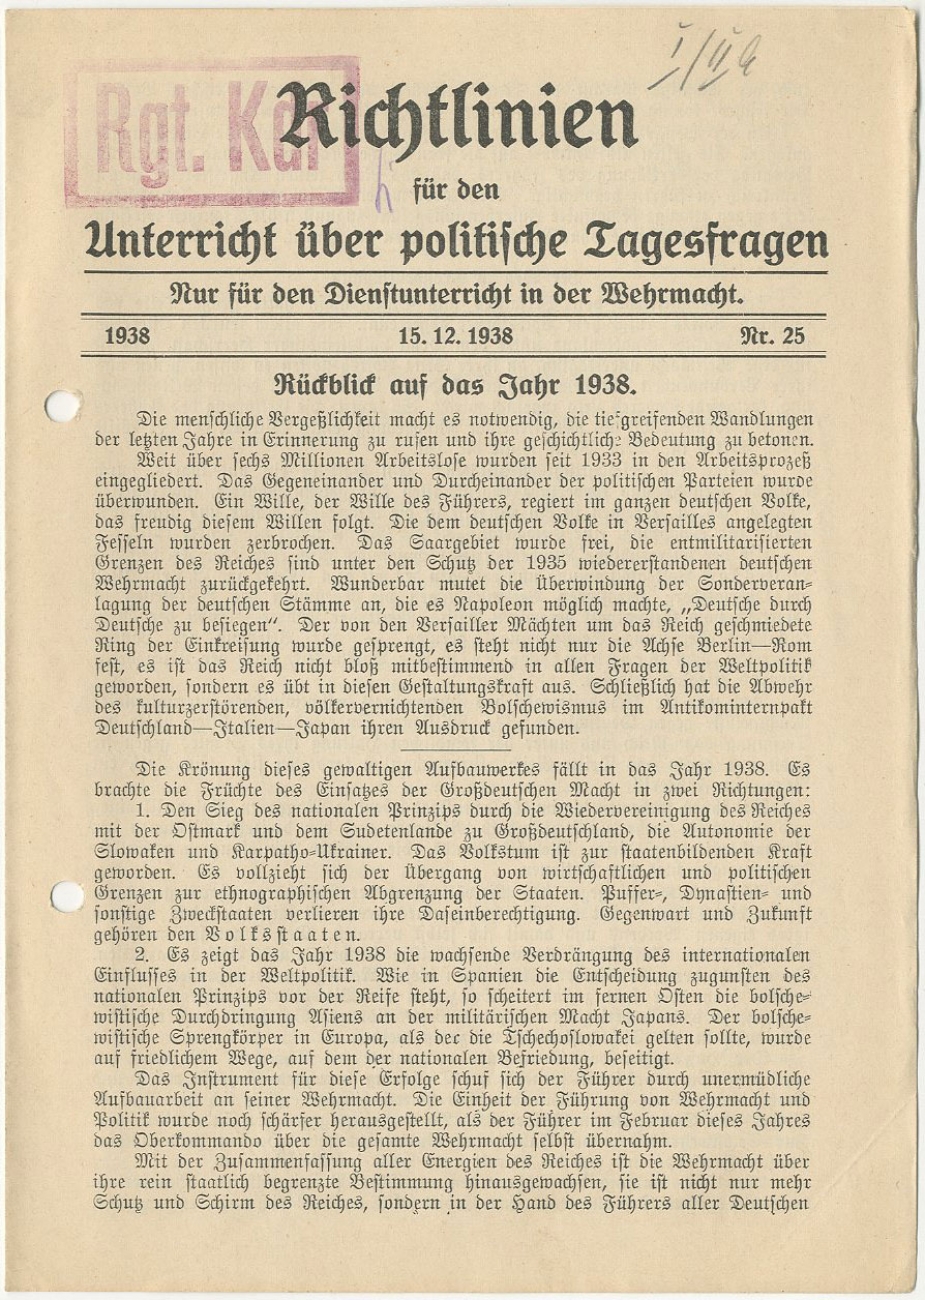 Rgt. Kdr
I/II a
Richtlinien
für den
Unterricht über politische Tagesfragen
Nur für den Dienstunterricht in der Wehrmacht.
1938 15. 12. 1938 Nr. 25
Rückblick auf das Jahr 1938.
Die menschliche Vergeßlichkeit macht es notwendig, die tiefgreifenden Wandlungen
der letzten Jahre in Erinnerung zu rufen und ihre geschichtliche Bedeutung zu betonen.
Weit über sechs Millionen Arbeitslose wurden seit 1933 in den Arbeitsprozeß
eingegliedert. Das Gegeneinander und Durcheinander der politischen Parteien wurde
überwunden. Ein Wille, der Wille des Führers, regiert im ganzen deutschen Volke,
das freudig diesem Willen folgt. Die dem deutschen Volke in Versailles angelegten
Fesseln wurden zerbrochen. Das Saargebiet wurde frei, die entmilitarisierten
Grenzen des Reiches sind unter den Schutz der 1935 wiedererstandenen deutschen
Wehrmacht zurückgekehrt. Wunderbar mutet die Überwindung der Sonderveran-
lagung der deutschen Stämme an, die es Napoleon möglich machte, „Deutsche durch
Deutsche zu besiegen“. Der von den Versailler Mächten um das Reich geschmiedete
Ring der Einkreisung wurde gesprengt, es steht nicht nur die Achse Berlin—Rom
fest, es ist das Reich nicht bloß mitbestimmend in allen Fragen der Weltpolitik
geworden, sondern es übt in diesen Gestaltungskraft aus. Schließlich hat die Abwehr
des kulturzerstörenden, völkervernichtenden Bolschewismus im Antikominternpakt
Deutschland—Italien—Japan ihren Ausdruck gefunden.
Die Krönung dieses gewaltigen Aufbauwerkes fällt in das Jahr 1938. Es
brachte die Früchte des Einsatzes der Großdeutschen Macht in zwei Richtungen:
1. Den Sieg des nationalen Prinzips durch die Wiedervereinigung des Reiches
mit der Ostmark und dem Sudetenlande zu Großdeutschland, die Autonomie der
Slowaken und Karpatho-Ukrainer. Das Volkstum ist zur staatenbildenden Kraft
geworden. Es vollzieht sich der Übergang von wirtschaftlichen und politischen
Grenzen zur ethnographischen Abgrenzung der Staaten. Puffer-, Dynastien- und
sonstige Zweckstaaten verlieren ihre Daseinberechtigung. Gegenwart und Zukunft
gehören den Volksstaaten.
2. Es zeigt das Jahr 1938 die wachsende Verdrängung des internationalen
Einflusses in der Weltpolitik. Wie in Spanien die Entscheidung zugunsten des
nationalen Prinzips vor der Reife steht, so scheitert im fernen Osten die bolsche-
wistische Durchdringung Asiens an der militärischen Macht Japans. Der bolsche-
wistische Sprengkörper in Europa, als der die Tschechoslowakei gelten sollte, wurde
auf friedlichem Wege, auf dem der nationalen Befriedung, beseitigt.
Das Instrument für diese Erfolge schuf sich der Führer durch unermüdliche
Aufbauarbeit an seiner Wehrmacht. Die Einheit der Führung von Wehrmacht und
Politik wurde noch schärfer herausgestellt, als der Führer im Februar dieses Jahres
das Oberkommando über die gesamte Wehrmacht selbst übernahm.
Mit der Zusammenfassung aller Energien des Reiches ist die Wehrmacht über
ihre rein staatlich begrenzte Bestimmung hinausgewachsen, sie ist nicht nur mehr
Schutz und Schirm des Reiches, sondern in der Hand des Führers aller Deutschen